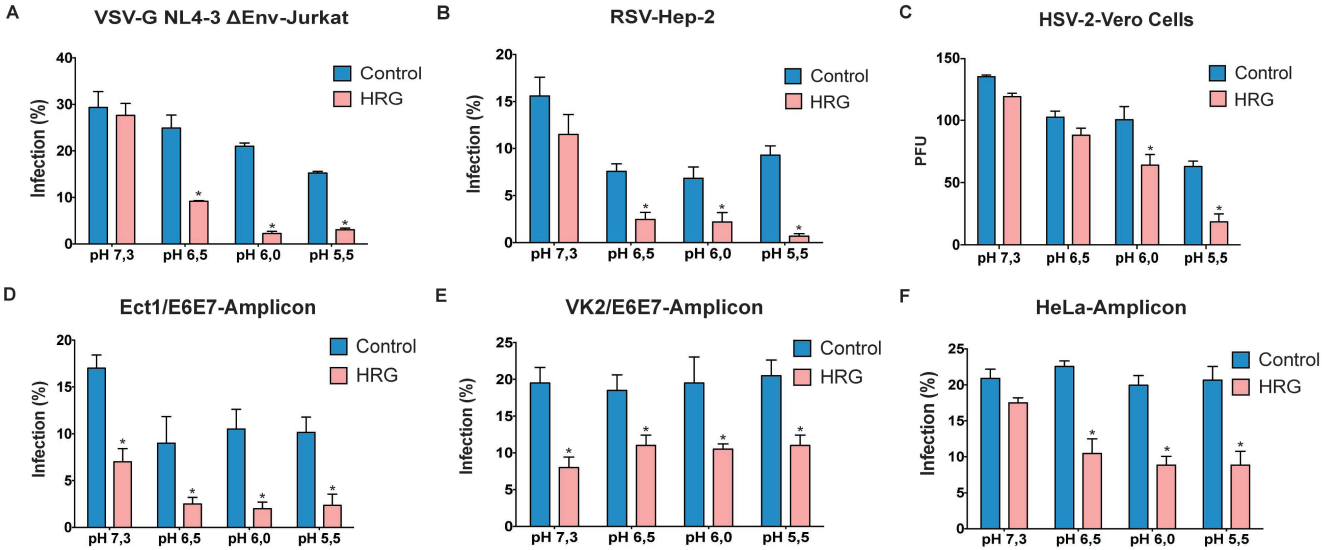 A
VSV-G NL4-3 ΔEnv-Jurkat
Infection (%)
40
30
20
10
0
Control
HRG
*
*
*
pH 7,3
pH 6,5
pH 6,0
pH 5,5
B
RSV-Hep-2
Infection (%)
20
15
10
5
0
Control
HRG
*
*
*
pH 7,3
pH 6,5
pH 6,0
pH 5,5
C
HSV-2-Vero Cells
PFU
150
100
50
0
Control
HRG
*
*
pH 7,3
pH 6,5
pH 6,0
pH 5,5
D
Ect1/E6E7-Amplicon
Infection (%)
20
15
10
5
0
Control
HRG
*
*
*
*
pH 7,3
pH 6,5
pH 6,0
pH 5,5
E
VK2/E6E7-Amplicon
Infection (%)
25
20
15
10
5
0
Control
HRG
*
*
*
*
pH 7,3
pH 6,5
pH 6,0
pH 5,5
F
HeLa-Amplicon
Infection (%)
25
20
15
10
5
0
Control
HRG
*
*
*
pH 7,3
pH 6,5
pH 6,0
pH 5,5